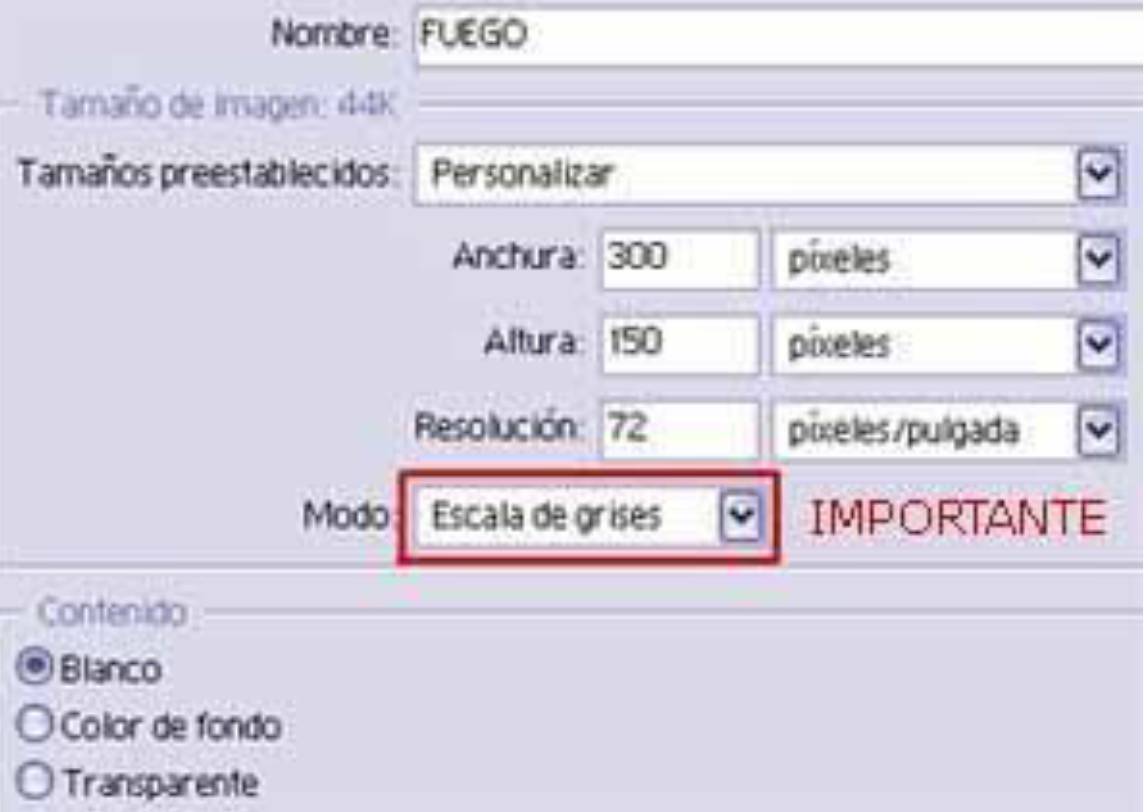 Nombre: FUEGO
Tamaño de imagen: 44K
Tamaños preestablecidos: Personalizar
Anchura: 300 píxeles
Altura: 150 píxeles
Resolución: 72 píxeles/pulgada
Modo: Escala de grises IMPORTANTE
Contenido
Blanco
Color de fondo
Transparente